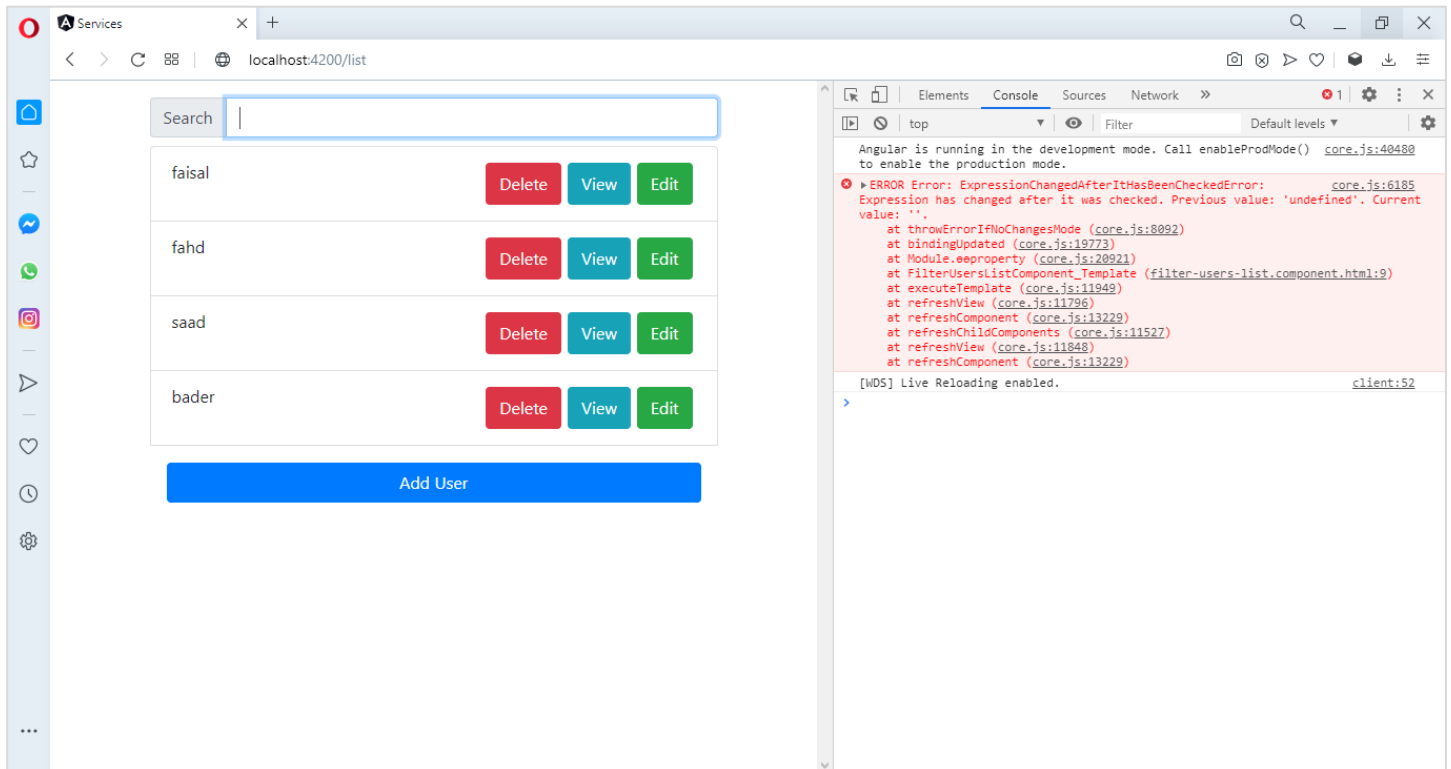 Services
localhost:4200/list
Search
faisal
Delete View Edit
fahd
Delete View Edit
saad
Delete View Edit
bader
Delete View Edit
Add User
Elements Console Sources Network » 1
top Filter Default levels ▼
Angular is running in the development mode. Call enableProdMode() core.js:40480
to enable the production mode.
▶ERROR Error: ExpressionChangedAfterItHasBeenCheckedError: core.js:6185
Expression has changed after it was checked. Previous value: 'undefined'. Current
value: ''.
at throwErrorIfNoChangesMode (core.js:8092)
at bindingUpdated (core.js:19773)
at Module.ɵɵproperty (core.js:20921)
at FilterUsersListComponent_Template (filter-users-list.component.html:9)
at executeTemplate (core.js:11949)
at refreshView (core.js:11796)
at refreshComponent (core.js:13229)
at refreshChildComponents (core.js:11527)
at refreshView (core.js:11848)
at refreshComponent (core.js:13229)
[WDS] Live Reloading enabled. client:52